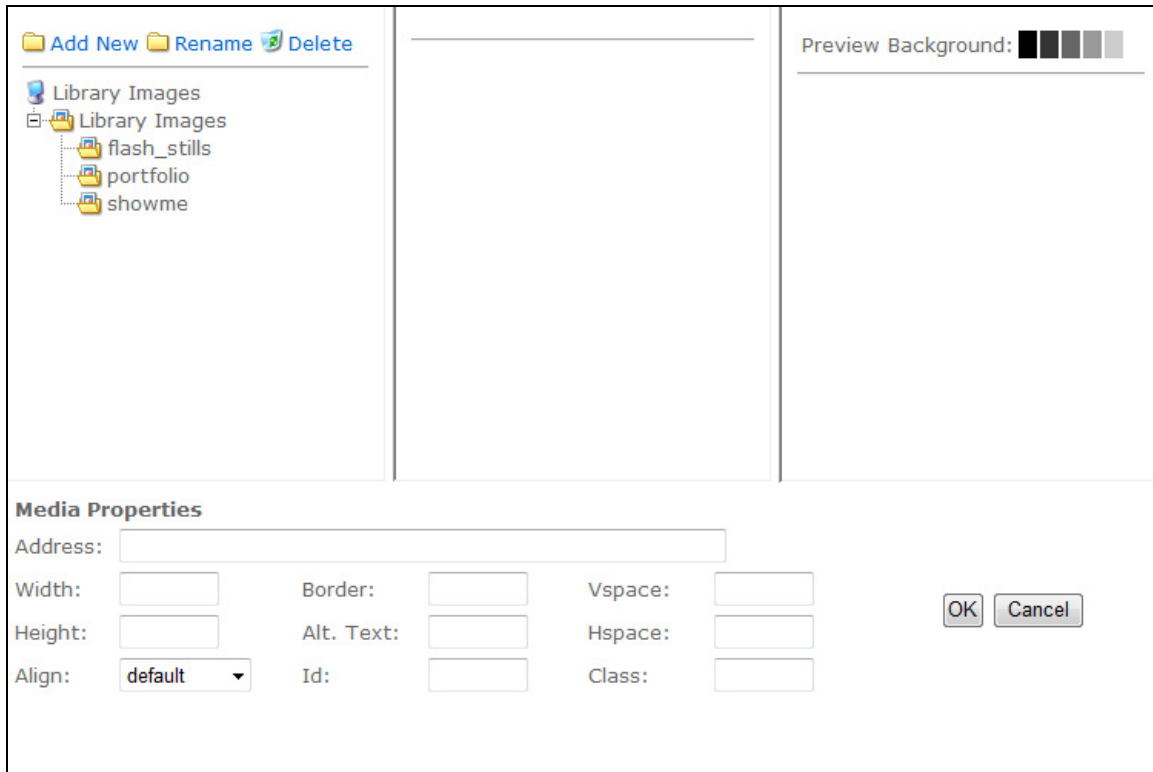 Add New Rename Delete
Library Images
Library Images
flash_stills
portfolio
showme
Preview Background:
Media Properties
Address:
Width: Border: Vspace:
Height: Alt. Text: Hspace:
Align: default Id: Class:
OK Cancel